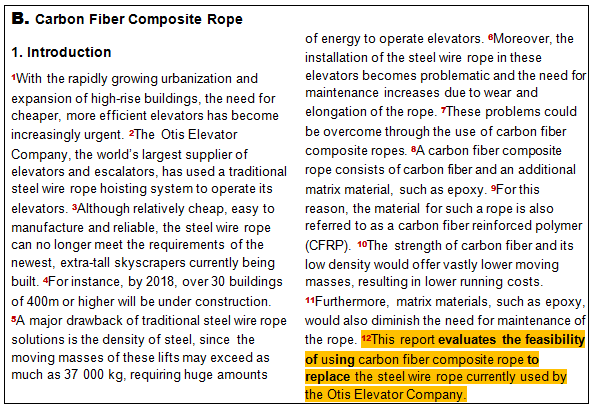 B. Carbon Fiber Composite Rope
1. Introduction
1With the rapidly growing urbanization and
expansion of high-rise buildings, the need for
cheaper, more efficient elevators has become
increasingly urgent. 2The Otis Elevator
Company, the world's largest supplier of
elevators and escalators, has used a traditional
steel wire rope hoisting system to operate its
elevators. 3Although relatively cheap, easy to
manufacture and reliable, the steel wire rope
can no longer meet the requirements of the
newest, extra-tall skyscrapers currently being
built. 4For instance, by 2018, over 30 buildings
of 400m or higher will be under construction.
5A major drawback of traditional steel wire rope
solutions is the density of steel, since the
moving masses of these lifts may exceed as
much as 37 000 kg, requiring huge amounts
of energy to operate elevators. 6Moreover, the
installation of the steel wire rope in these
elevators becomes problematic and the need for
maintenance increases due to wear and
elongation of the rope. 7These problems could
be overcome through the use of carbon fiber
composite ropes. 8A carbon fiber composite
rope consists of carbon fiber and an additional
matrix material, such as epoxy. 9For this
reason, the material for such a rope is also
referred to as a carbon fiber reinforced polymer
(CFRP). 10The strength of carbon fiber and its
low density would offer vastly lower moving
masses, resulting in lower running costs.
11Furthermore, matrix materials, such as epoxy,
would also diminish the need for maintenance of
the rope. 12This report evaluates the feasibility
of using carbon fiber composite rope to
replace the steel wire rope currently used by
the Otis Elevator Company.